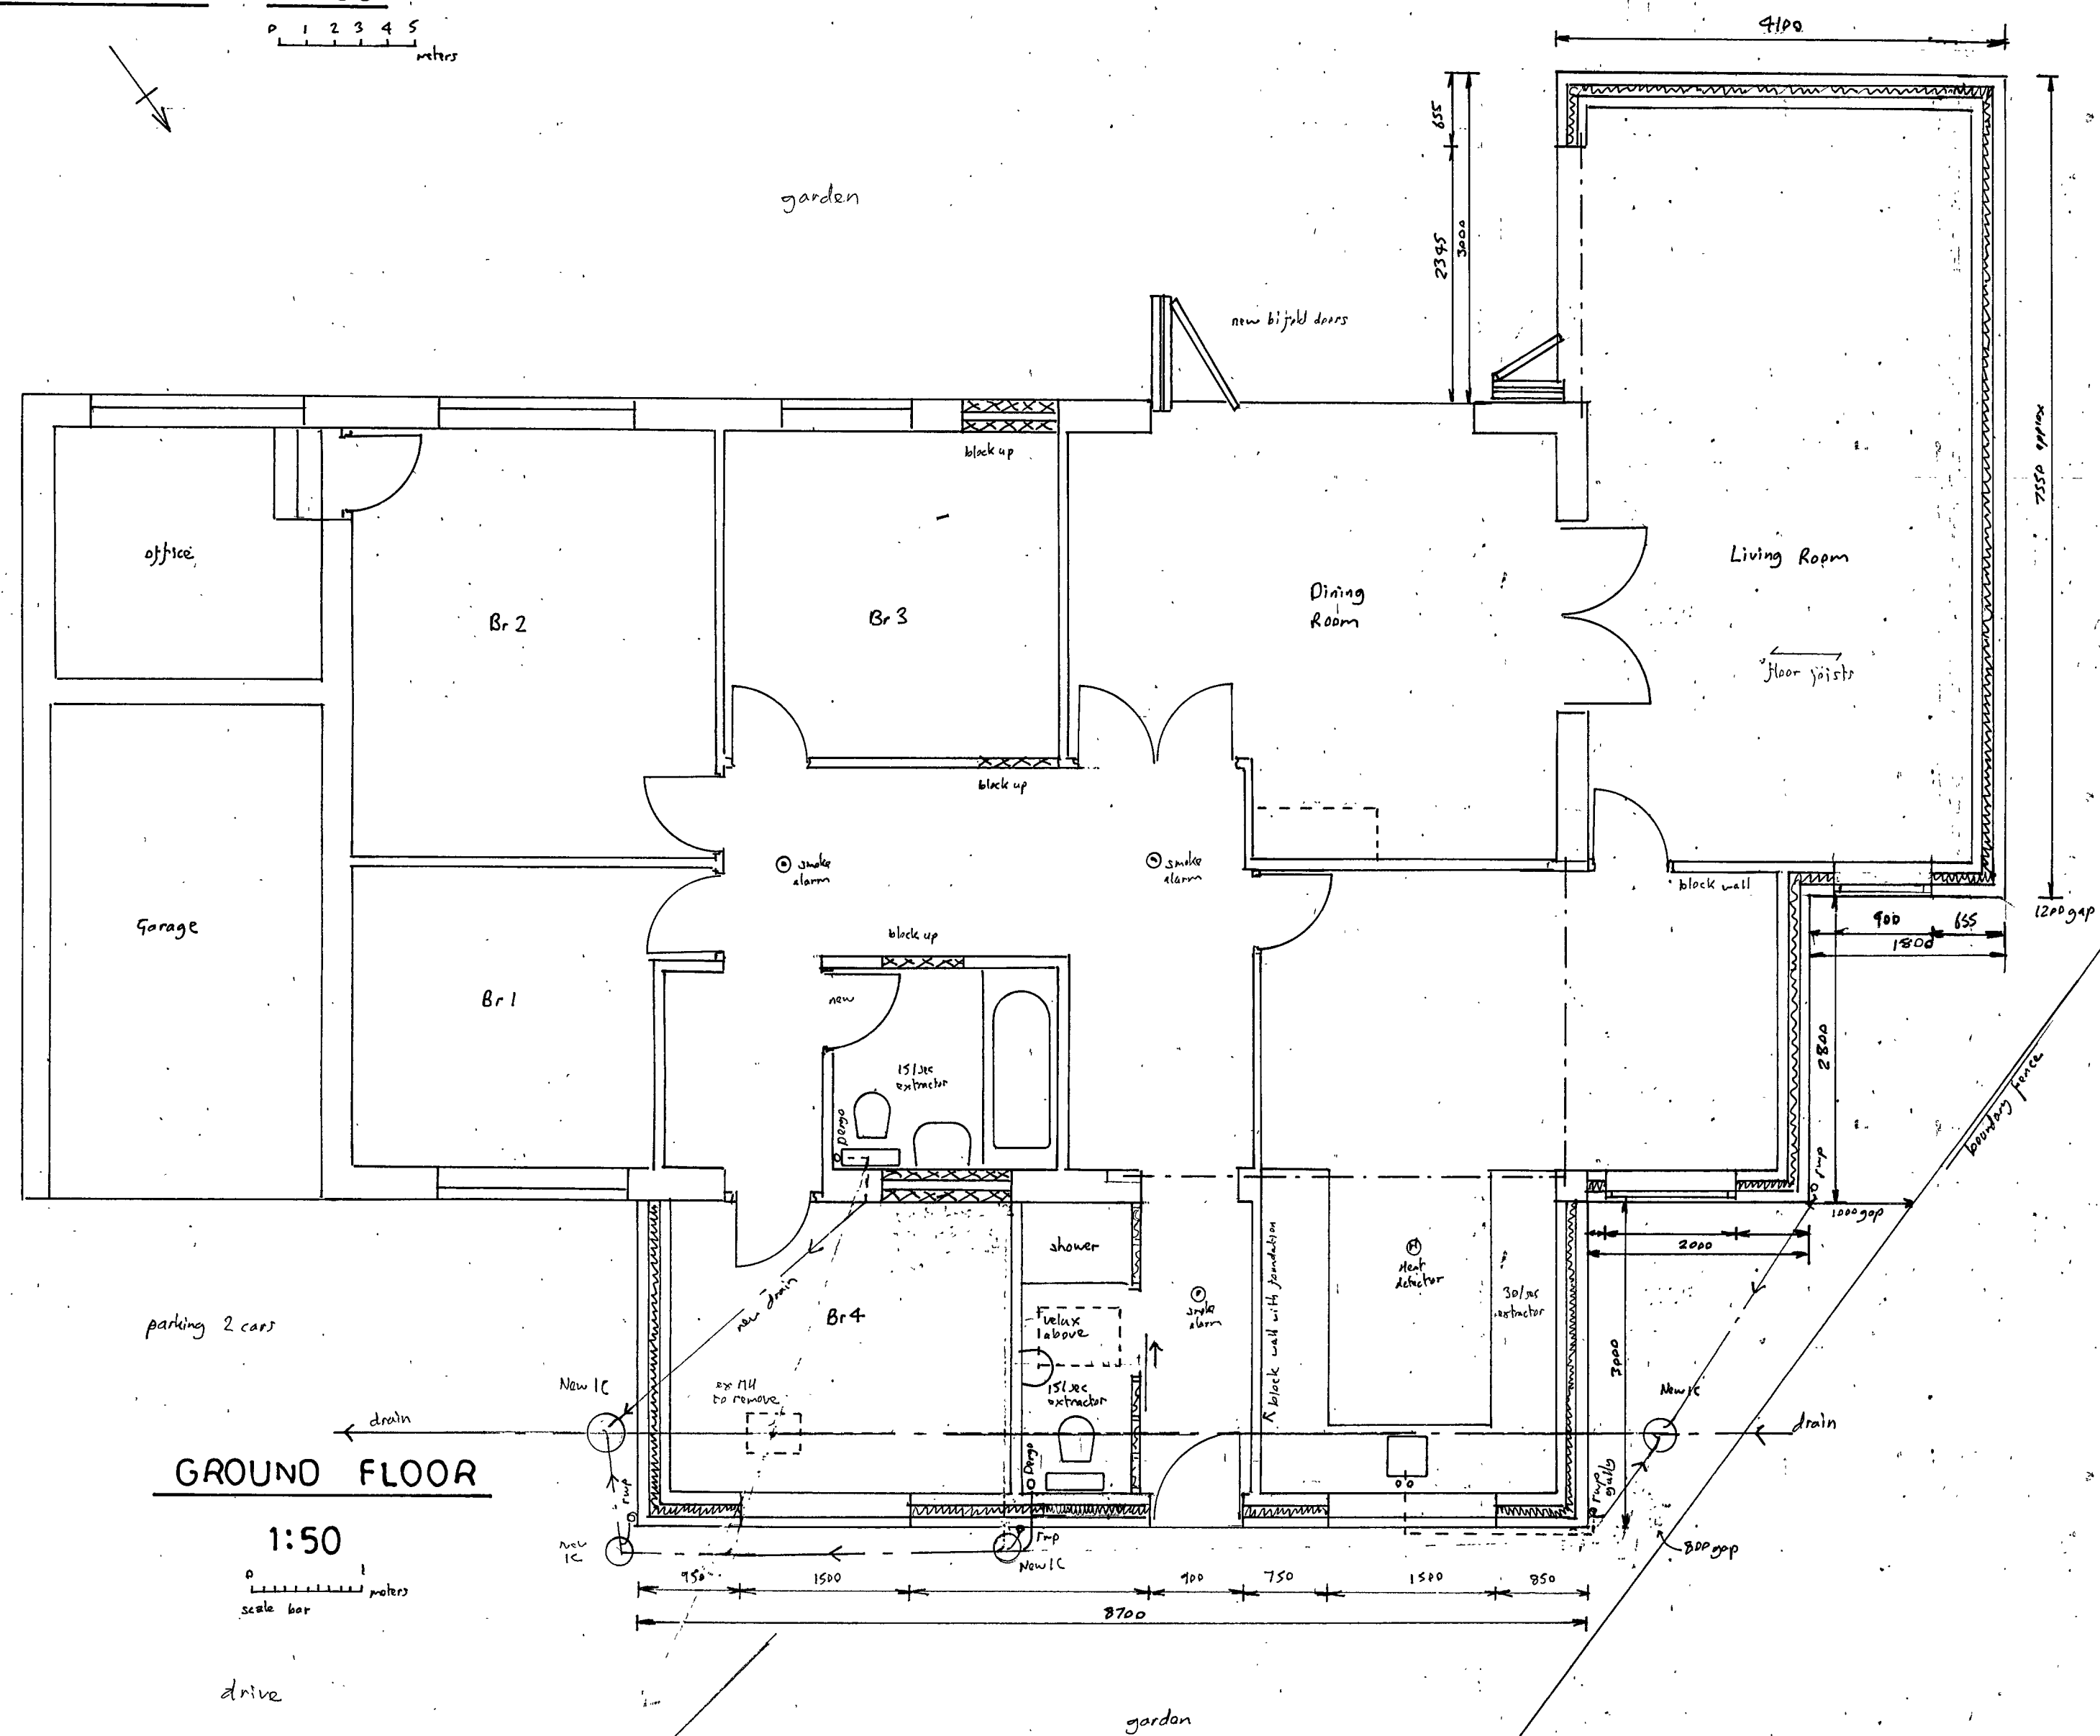 0 1 2 3 4 5
meters
4100
655
3000
2345
garden
new bifold doors
7550 approx
block up
office
Br 2
Br 3
Dining
Room
Living Room
floor joists
block up
smoke
alarm
smoke
alarm
block wall
Garage
900
655
1200 gap
1800
block up
Br 1
new
15l/sec
extractor
Dergo
2800
boundary fence
rwp
1000 gap
2000
shower
block wall with foundation
Heat
detector
30l/sec
extractor
smoke
alarm
new drain
Br 4
velux
above
parking 2 cars
3000
New IC
ex MH
to remove
15l/sec
extractor
New IC
drain
drain
GROUND FLOOR
Dergo
rwp
rwp
gully
1:50
new
IC
rwp
New IC
800 gap
0 1
meters
scale bar
950
1500
900
750
1500
850
8700
drive
garden